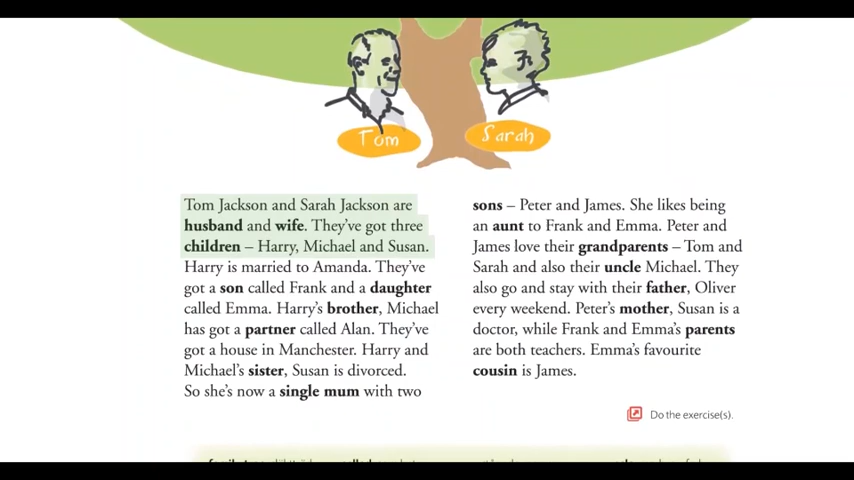 Tom
Sarah
Tom Jackson and Sarah Jackson are
husband and wife. They've got three
children – Harry, Michael and Susan.
Harry is married to Amanda. They've
got a son called Frank and a daughter
called Emma. Harry's brother, Michael
has got a partner called Alan. They've
got a house in Manchester. Harry and
Michael's sister, Susan is divorced.
So she's now a single mum with two
sons – Peter and James. She likes being
an aunt to Frank and Emma. Peter and
James love their grandparents – Tom and
Sarah and also their uncle Michael. They
also go and stay with their father, Oliver
every weekend. Peter's mother, Susan is a
doctor, while Frank and Emma's parents
are both teachers. Emma's favourite
cousin is James.
Do the exercise(s).